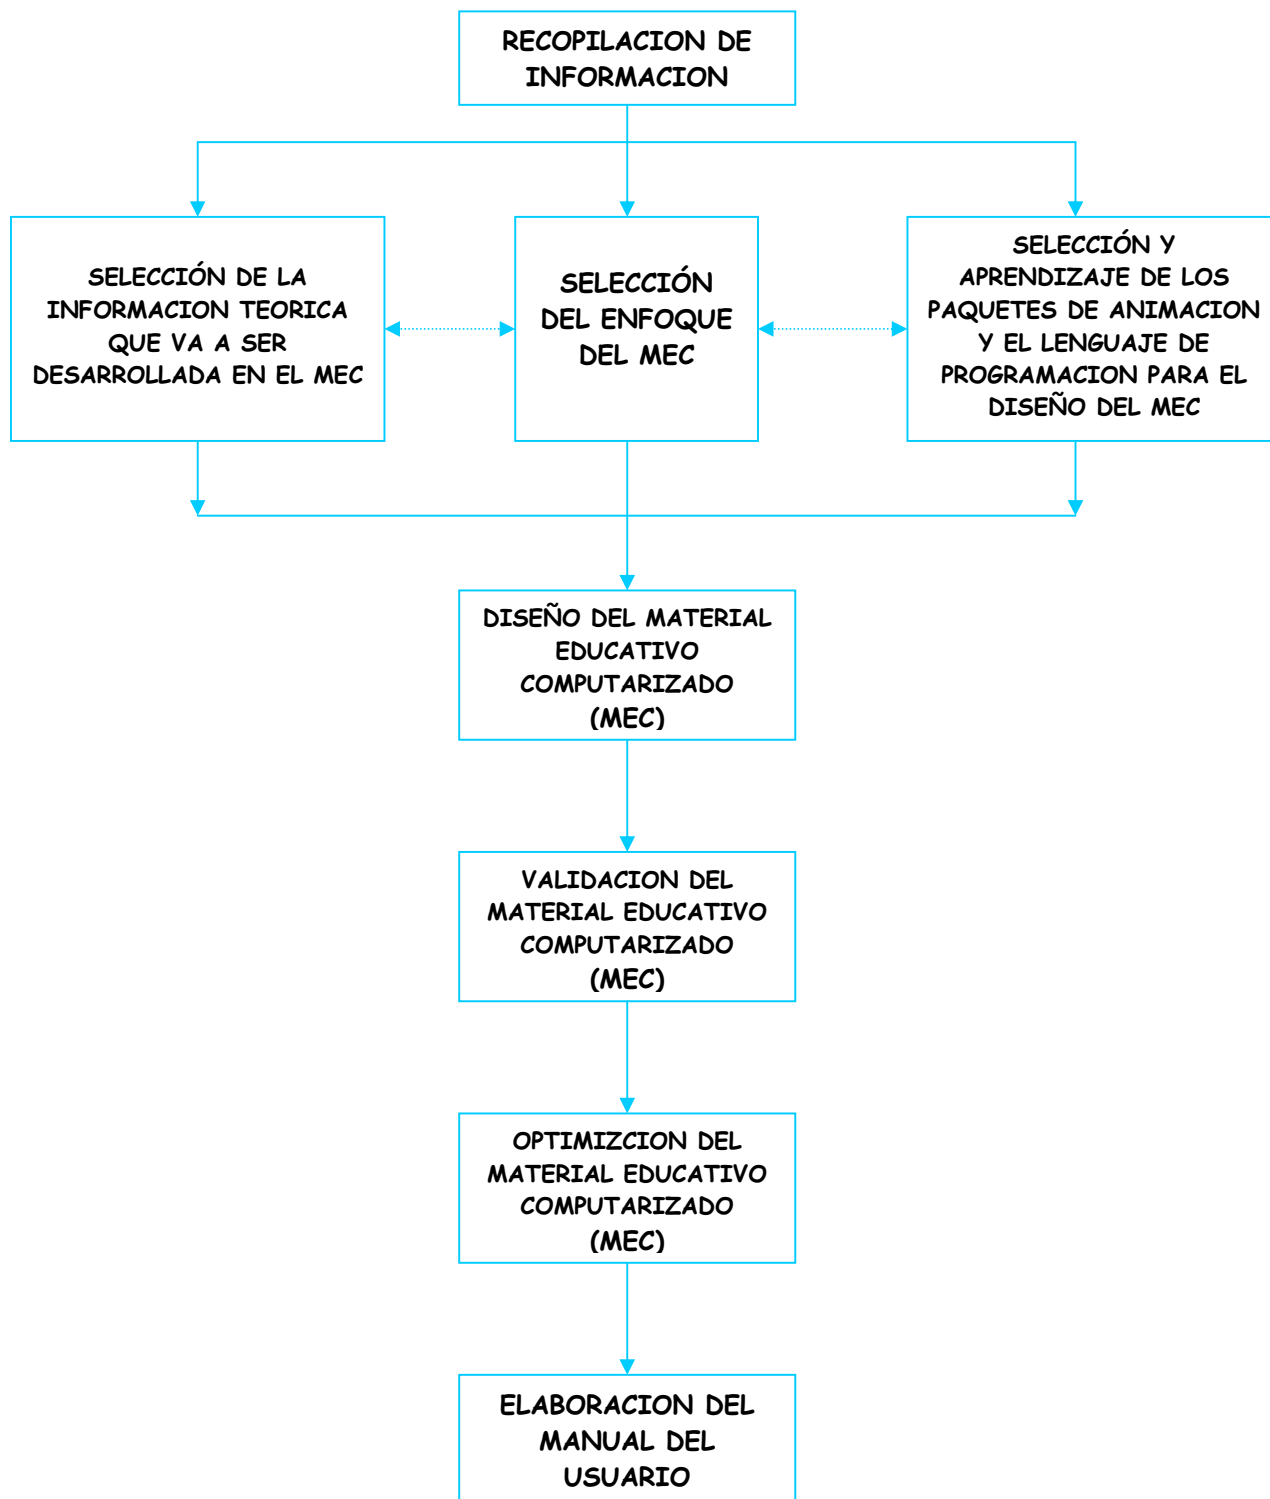 RECOPILACION DE
INFORMACION
SELECCIÓN DE LA
INFORMACION TEORICA
QUE VA A SER
DESARROLLADA EN EL MEC
SELECCIÓN
DEL ENFOQUE
DEL MEC
SELECCIÓN Y
APRENDIZAJE DE LOS
PAQUETES DE ANIMACION
Y EL LENGUAJE DE
PROGRAMACION PARA EL
DISEÑO DEL MEC
DISEÑO DEL MATERIAL
EDUCATIVO
COMPUTARIZADO
(MEC)
VALIDACION DEL
MATERIAL EDUCATIVO
COMPUTARIZADO
(MEC)
OPTIMIZCION DEL
MATERIAL EDUCATIVO
COMPUTARIZADO
(MEC)
ELABORACION DEL
MANUAL DEL
USUARIO